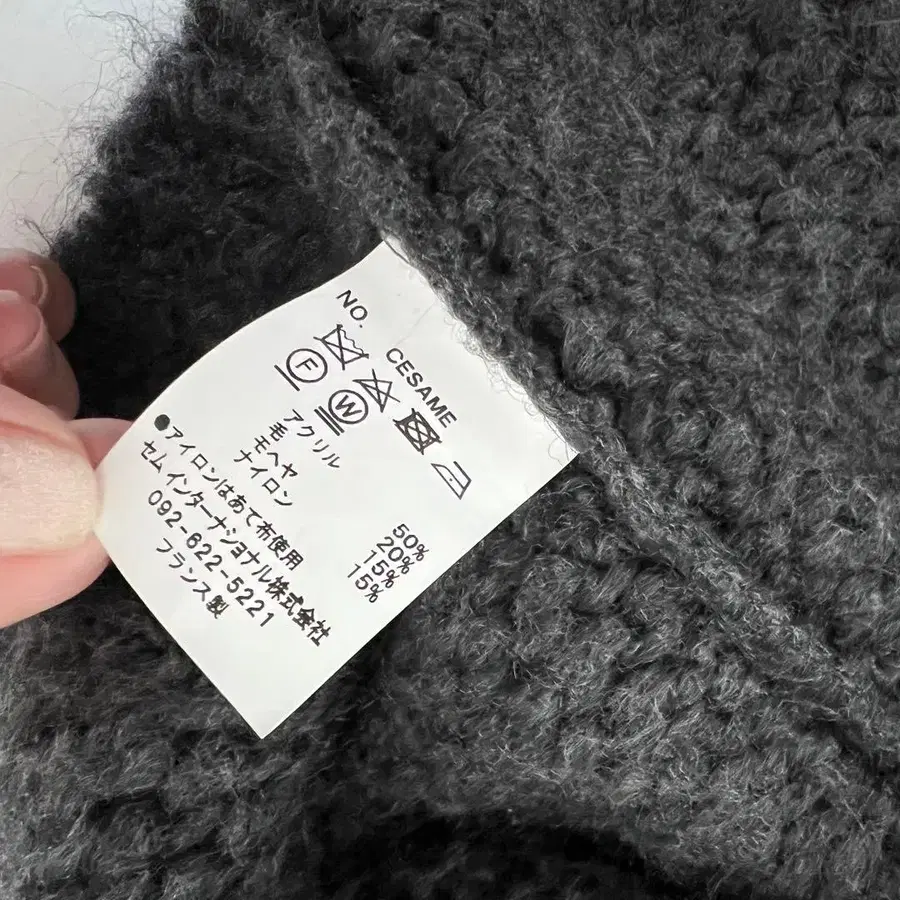 NO. CESAME
F
W
アクリル 50%
毛 20%
モヘヤ 15%
ナイロン 15%
●アイロンはあて布使用
セムインターナショナル株式会社
092-622-5221
フランス製